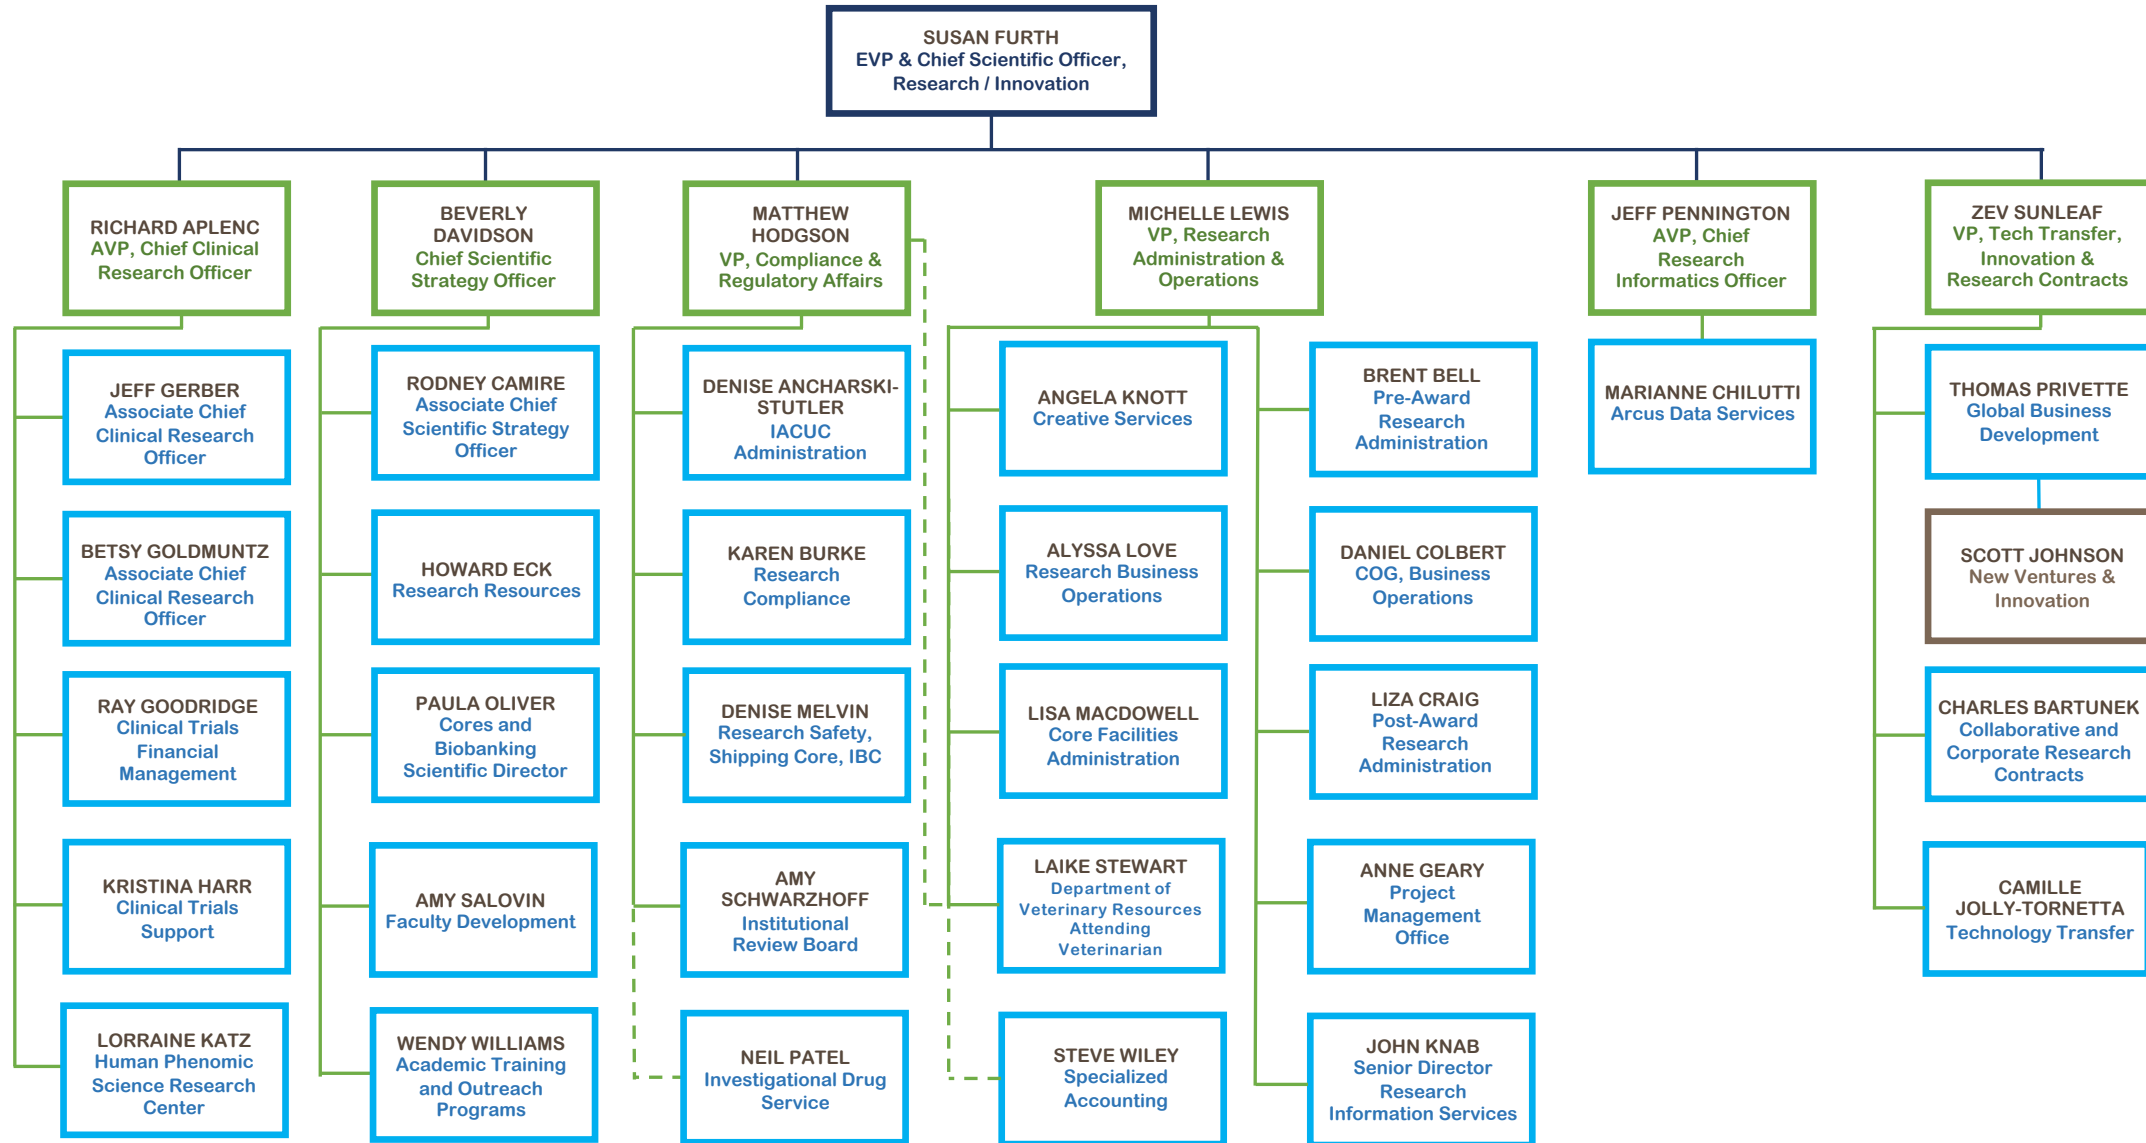 SUSAN FURTH
EVP & Chief Scientific Officer,
Research / Innovation
RICHARD APLENC
AVP, Chief Clinical
Research Officer
BEVERLY
DAVIDSON
Chief Scientific
Strategy Officer
MATTHEW
HODGSON
VP, Compliance &
Regulatory Affairs
MICHELLE LEWIS
VP, Research
Administration &
Operations
JEFF PENNINGTON
AVP, Chief
Research
Informatics Officer
ZEV SUNLEAF
VP, Tech Transfer,
Innovation &
Research Contracts
JEFF GERBER
Associate Chief
Clinical Research
Officer
RODNEY CAMIRE
Associate Chief
Scientific Strategy
Officer
DENISE ANCHARSKI-
STUTLER
IACUC
Administration
ANGELA KNOTT
Creative Services
BRENT BELL
Pre-Award
Research
Administration
MARIANNE CHILUTTI
Arcus Data Services
THOMAS PRIVETTE
Global Business
Development
BETSY GOLDMUNTZ
Associate Chief
Clinical Research
Officer
HOWARD ECK
Research Resources
KAREN BURKE
Research
Compliance
ALYSSA LOVE
Research Business
Operations
DANIEL COLBERT
COG, Business
Operations
SCOTT JOHNSON
New Ventures &
Innovation
RAY GOODRIDGE
Clinical Trials
Financial
Management
PAULA OLIVER
Cores and
Biobanking
Scientific Director
DENISE MELVIN
Research Safety,
Shipping Core, IBC
LISA MACDOWELL
Core Facilities
Administration
LIZA CRAIG
Post-Award
Research
Administration
CHARLES BARTUNEK
Collaborative and
Corporate Research
Contracts
KRISTINA HARR
Clinical Trials
Support
AMY SALOVIN
Faculty Development
AMY
SCHWARZHOFF
Institutional
Review Board
LAIKE STEWART
Department of
Veterinary Resources
Attending
Veterinarian
ANNE GEARY
Project
Management
Office
CAMILLE
JOLLY-TORNETTA
Technology Transfer
LORRAINE KATZ
Human Phenomic
Science Research
Center
WENDY WILLIAMS
Academic Training
and Outreach
Programs
NEIL PATEL
Investigational Drug
Service
STEVE WILEY
Specialized
Accounting
JOHN KNAB
Senior Director
Research
Information Services